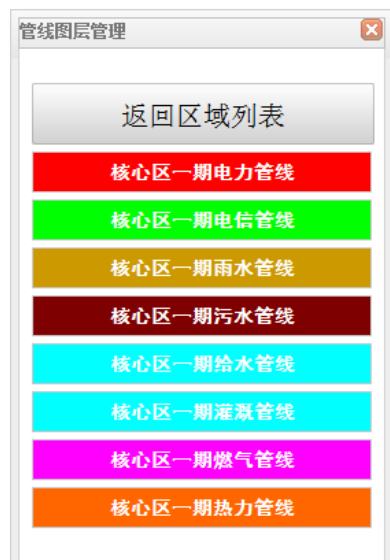 管线图层管理
返回区域列表
核心区一期电力管线
核心区一期电信管线
核心区一期雨水管线
核心区一期污水管线
核心区一期给水管线
核心区一期灌溉管线
核心区一期燃气管线
核心区一期热力管线